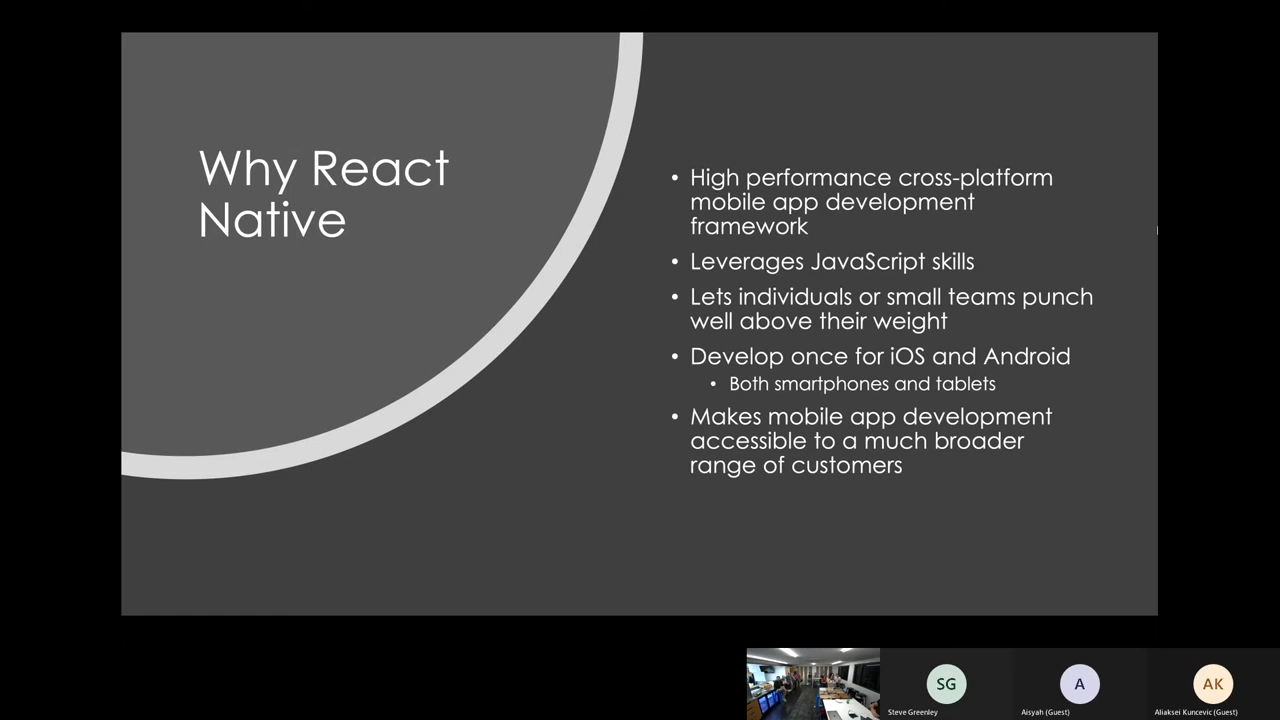 Why React
Native
• High performance cross-platform
mobile app development
framework
• Leverages JavaScript skills
• Lets individuals or small teams punch
well above their weight
• Develop once for iOS and Android
• Both smartphones and tablets
• Makes mobile app development
accessible to a much broader
range of customers
SG
A
AK
Steve Greenley
Aisyah (Guest)
Aliaksei Kuncevic (Guest)